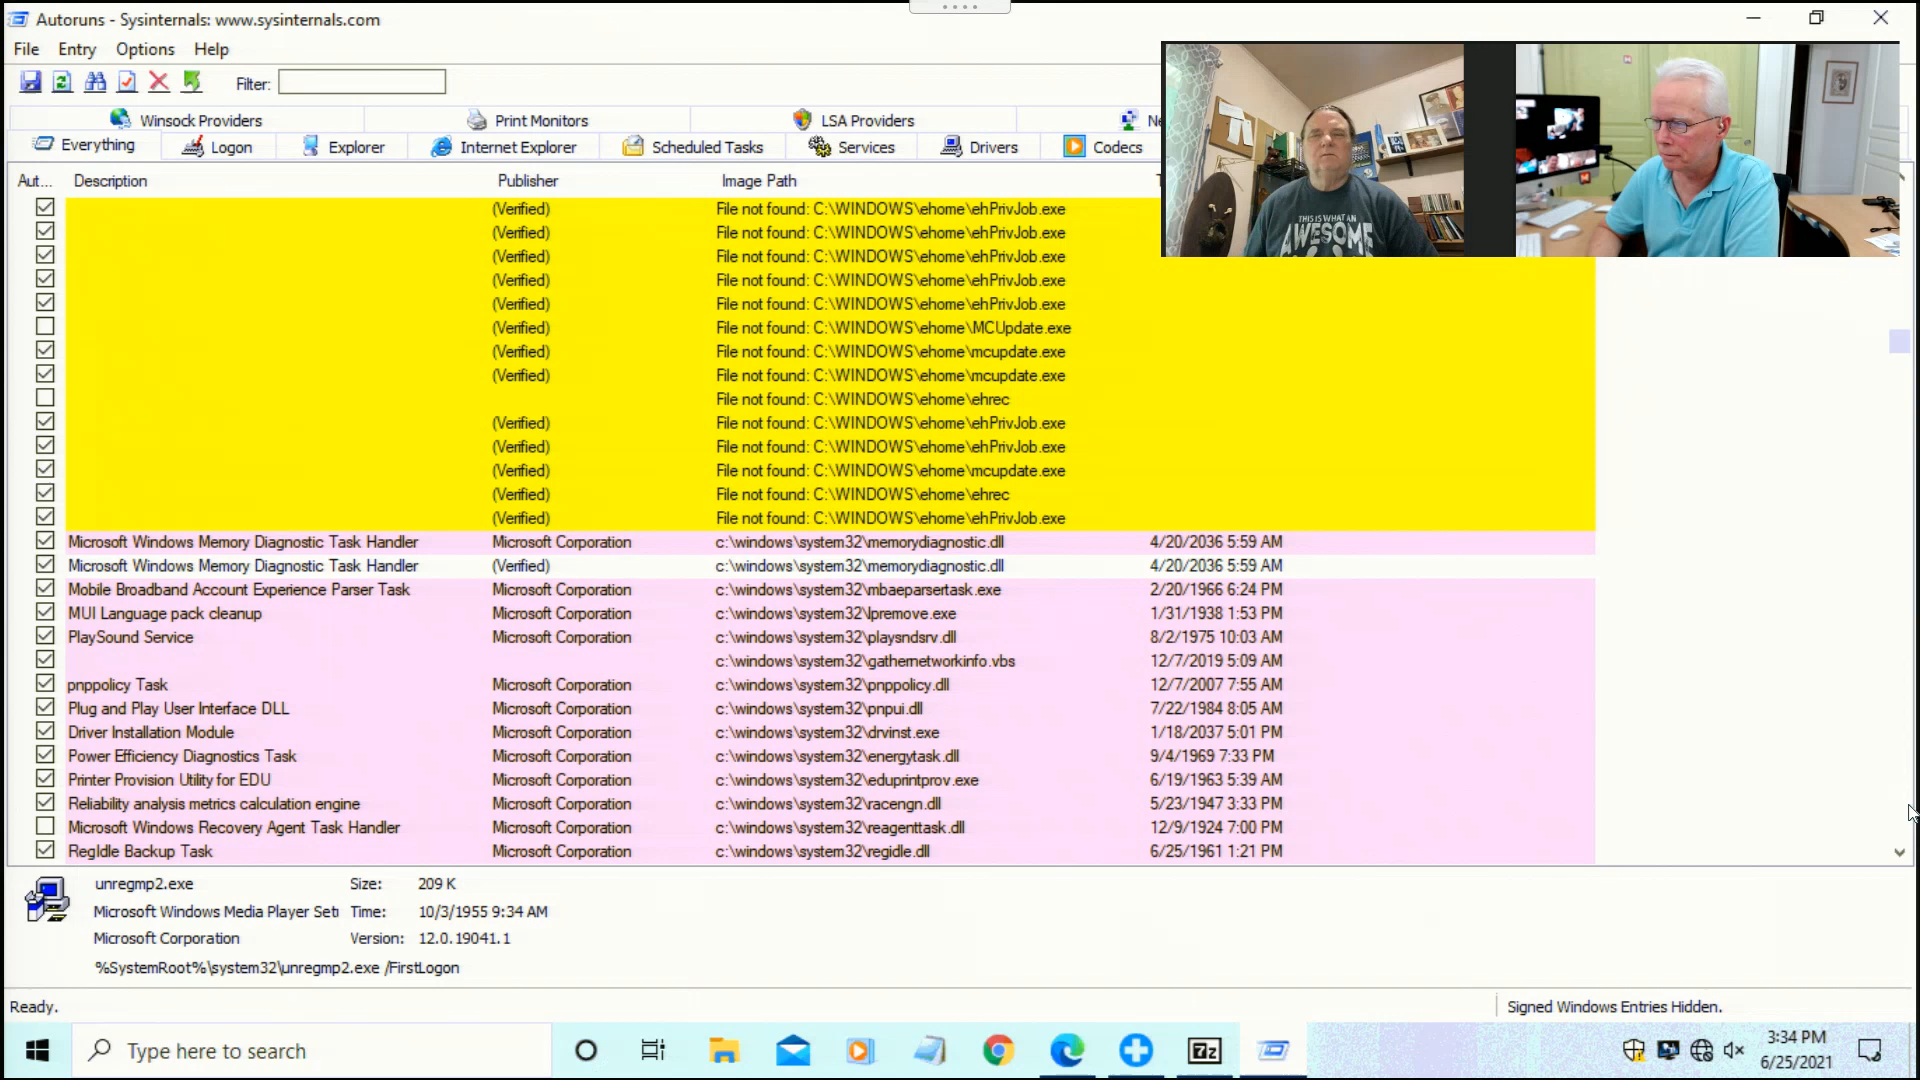 Autoruns - Sysinternals: www.sysinternals.com
File Entry Options Help
Filter:
Winsock Providers Print Monitors LSA Providers Ne
Everything Logon Explorer Internet Explorer Scheduled Tasks Services Drivers Codecs
Aut... Description Publisher Image Path T
(Verified) File not found: C:\WINDOWS\ehome\ehPrivJob.exe
(Verified) File not found: C:\WINDOWS\ehome\ehPrivJob.exe
(Verified) File not found: C:\WINDOWS\ehome\ehPrivJob.exe
(Verified) File not found: C:\WINDOWS\ehome\ehPrivJob.exe
(Verified) File not found: C:\WINDOWS\ehome\ehPrivJob.exe
(Verified) File not found: C:\WINDOWS\ehome\MCUpdate.exe
(Verified) File not found: C:\WINDOWS\ehome\mcupdate.exe
(Verified) File not found: C:\WINDOWS\ehome\mcupdate.exe
File not found: C:\WINDOWS\ehome\ehrec
(Verified) File not found: C:\WINDOWS\ehome\ehPrivJob.exe
(Verified) File not found: C:\WINDOWS\ehome\ehPrivJob.exe
(Verified) File not found: C:\WINDOWS\ehome\mcupdate.exe
(Verified) File not found: C:\WINDOWS\ehome\ehrec
(Verified) File not found: C:\WINDOWS\ehome\ehPrivJob.exe
Microsoft Windows Memory Diagnostic Task Handler Microsoft Corporation c:\windows\system32\memorydiagnostic.dll 4/20/2036 5:59 AM
Microsoft Windows Memory Diagnostic Task Handler (Verified) c:\windows\system32\memorydiagnostic.dll 4/20/2036 5:59 AM
Mobile Broadband Account Experience Parser Task Microsoft Corporation c:\windows\system32\mbaeparsertask.exe 2/20/1966 6:24 PM
MUI Language pack cleanup Microsoft Corporation c:\windows\system32\lpremove.exe 1/31/1938 1:53 PM
PlaySound Service Microsoft Corporation c:\windows\system32\playsndsrv.dll 8/2/1975 10:03 AM
c:\windows\system32\gathernetworkinfo.vbs 12/7/2019 5:09 AM
pnppolicy Task Microsoft Corporation c:\windows\system32\pnppolicy.dll 12/7/2007 7:55 AM
Plug and Play User Interface DLL Microsoft Corporation c:\windows\system32\pnpui.dll 7/22/1984 8:05 AM
Driver Installation Module Microsoft Corporation c:\windows\system32\drvinst.exe 1/18/2037 5:01 PM
Power Efficiency Diagnostics Task Microsoft Corporation c:\windows\system32\energytask.dll 9/4/1969 7:33 PM
Printer Provision Utility for EDU Microsoft Corporation c:\windows\system32\eduprintprov.exe 6/19/1963 5:39 AM
Reliability analysis metrics calculation engine Microsoft Corporation c:\windows\system32\racengn.dll 5/23/1947 3:33 PM
Microsoft Windows Recovery Agent Task Handler Microsoft Corporation c:\windows\system32\reagenttask.dll 12/9/1924 7:00 PM
RegIdle Backup Task Microsoft Corporation c:\windows\system32\regidle.dll 6/25/1961 1:21 PM
THIS IS WHAT AN
AWESOME
unregmp2.exe Size: 209 K
Microsoft Windows Media Player Set Time: 10/3/1955 9:34 AM
Microsoft Corporation Version: 12.0.19041.1
%SystemRoot%\system32\unregmp2.exe /FirstLogon
Ready. Signed Windows Entries Hidden.
Type here to search
7z
3:34 PM
6/25/2021